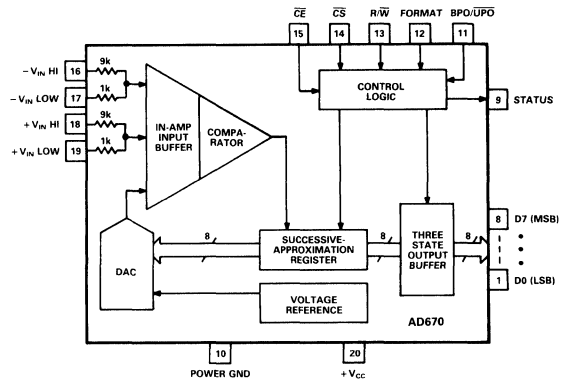 CE CS R/W FORMAT BPO/UPO
15 14 13 12 11
−VIN HI 16 9k
−VIN LOW 17 1k
+VIN HI 18 9k
+VIN LOW 19 1k
IN-AMP
INPUT
BUFFER
COMPA-
RATOR
CONTROL
LOGIC
9 STATUS
DAC
8
SUCCESSIVE-
APPROXIMATION
REGISTER
8
THREE
STATE
OUTPUT
BUFFER
8
8 D7 (MSB)
1 D0 (LSB)
VOLTAGE
REFERENCE
AD670
10
POWER GND
20
+VCC